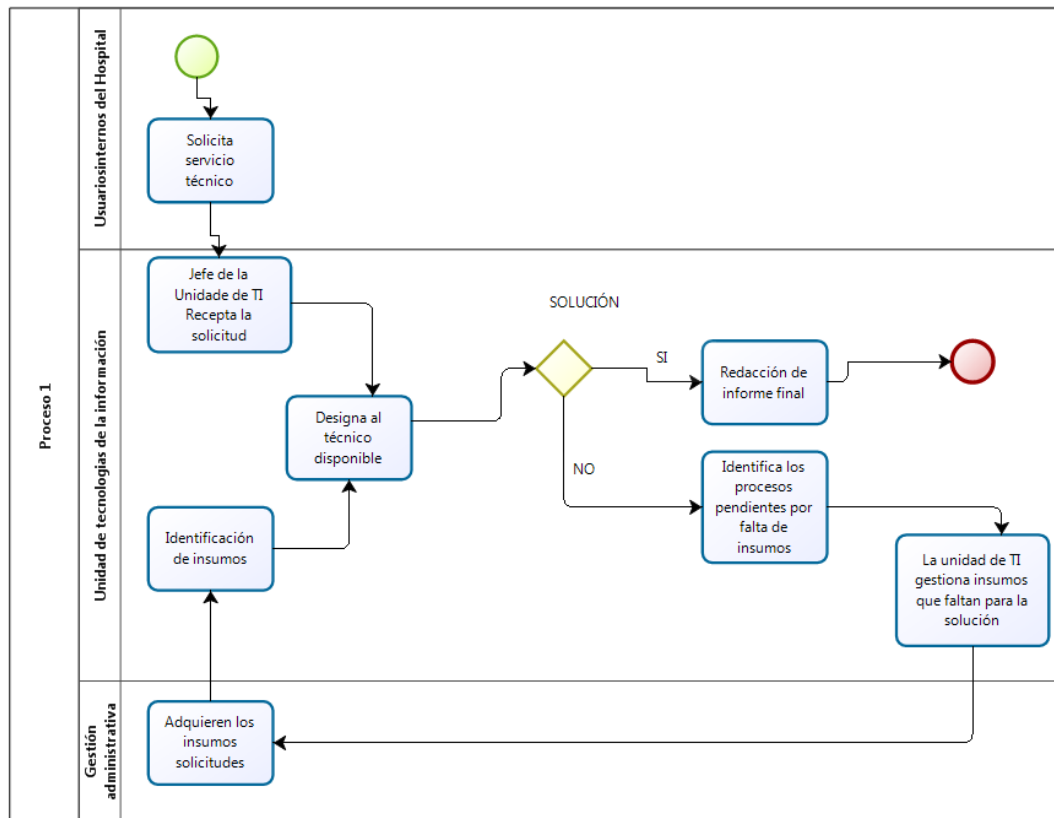 Proceso 1
Usuariosinternos del Hospital
Solicita
servicio
técnico
Unidad de tecnologías de la información
Jefe de la
Unidade de TI
Recepta la
solicitud
SOLUCIÓN
SI
Redacción de
informe final
Designa al
técnico
disponible
NO
Identifica los
procesos
pendientes por
falta de
insumos
Identificación
de insumos
La unidad de TI
gestiona insumos
que faltan para la
solución
Gestión
administrativa
Adquieren los
insumos
solicitudes